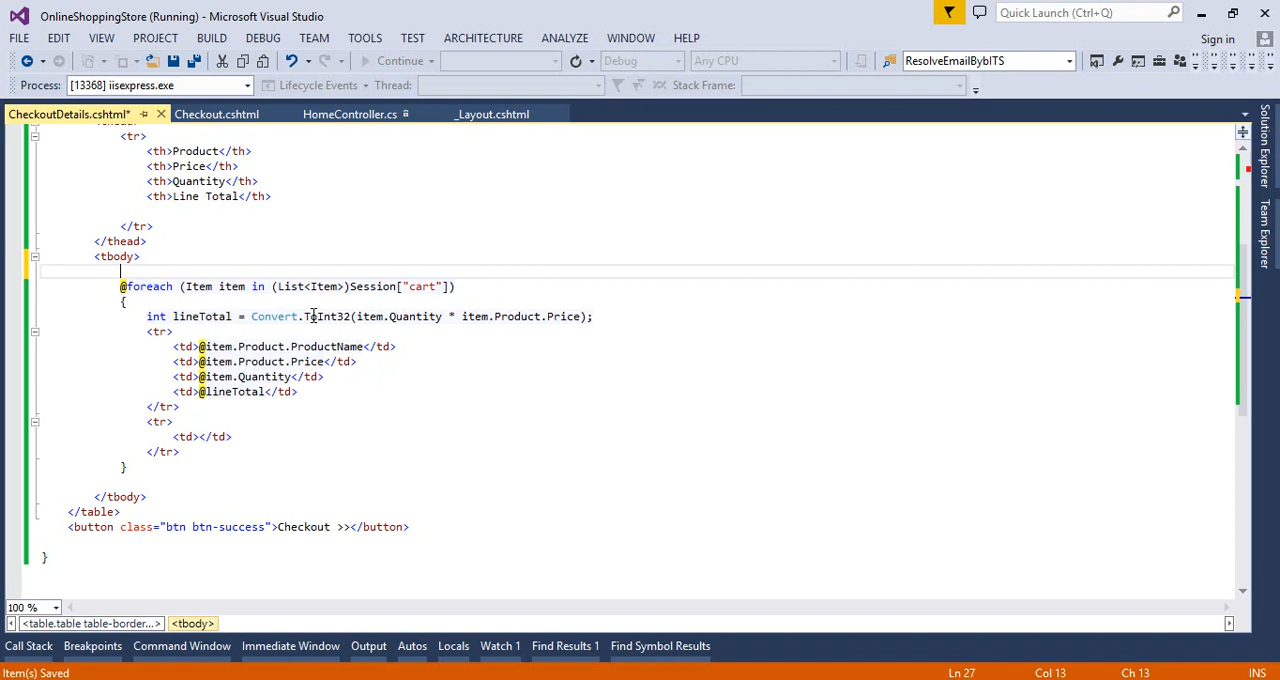 OnlineShoppingStore (Running) - Microsoft Visual Studio
Quick Launch (Ctrl+Q)
FILE EDIT VIEW PROJECT BUILD DEBUG TEAM TOOLS TEST ARCHITECTURE ANALYZE WINDOW HELP
Sign in
Continue Debug Any CPU ResolveEmailBybITS
Process: [13368] iisexpress.exe Lifecycle Events Thread: Stack Frame:
CheckoutDetails.cshtml* Checkout.cshtml HomeController.cs _Layout.cshtml
<tr>
<th>Product</th>
<th>Price</th>
<th>Quantity</th>
<th>Line Total</th>
</tr>
</thead>
<tbody>
@foreach (Item item in (List<Item>)Session["cart"])
{
int lineTotal = Convert.ToInt32(item.Quantity * item.Product.Price);
<tr>
<td>@item.Product.ProductName</td>
<td>@item.Product.Price</td>
<td>@item.Quantity</td>
<td>@lineTotal</td>
</tr>
<tr>
<td></td>
</tr>
}
</tbody>
</table>
<button class="btn btn-success">Checkout >></button>
}
Solution Explorer
Team Explorer
100 %
<table.table table-border...> <tbody>
Call Stack Breakpoints Command Window Immediate Window Output Autos Locals Watch 1 Find Results 1 Find Symbol Results
Item(s) Saved Ln 27 Col 13 Ch 13 INS